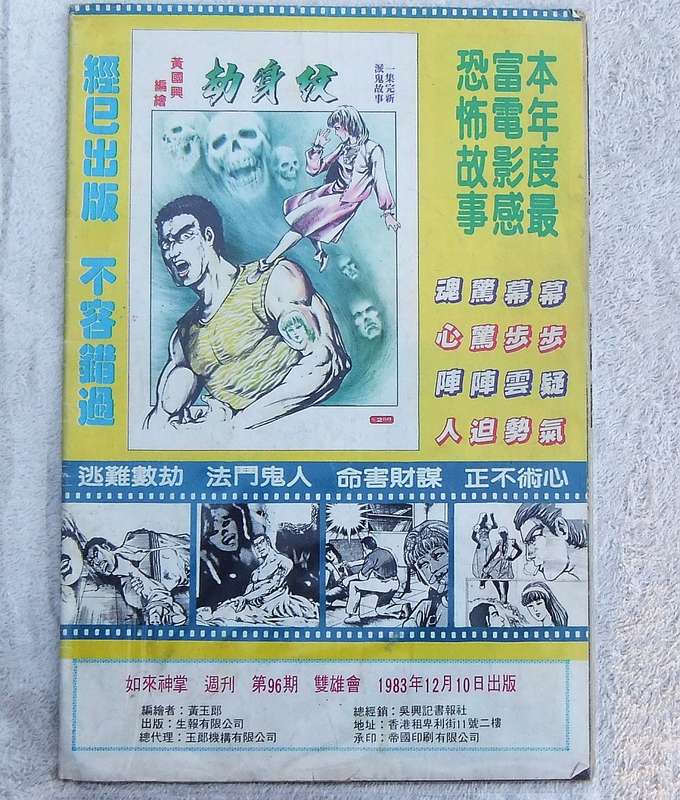 本年度最
富電影感
恐怖故事
幕幕驚魂
步步驚心
疑雲陣陣
氣勢迫人
一集完新
派鬼故事
紋身劫
黃國興
編繪
經已出版 不容錯過
心術不正 謀財害命 人鬼鬥法 劫數難逃
如來神掌 週刊 第96期 雙雄會 1983年12月10日出版
編繪者：黃玉郎
出版：生報有限公司
總代理：玉郎機構有限公司
總經銷：吳興記書報社
地址：香港租卑利街11號二樓
承印：帝國印刷有限公司